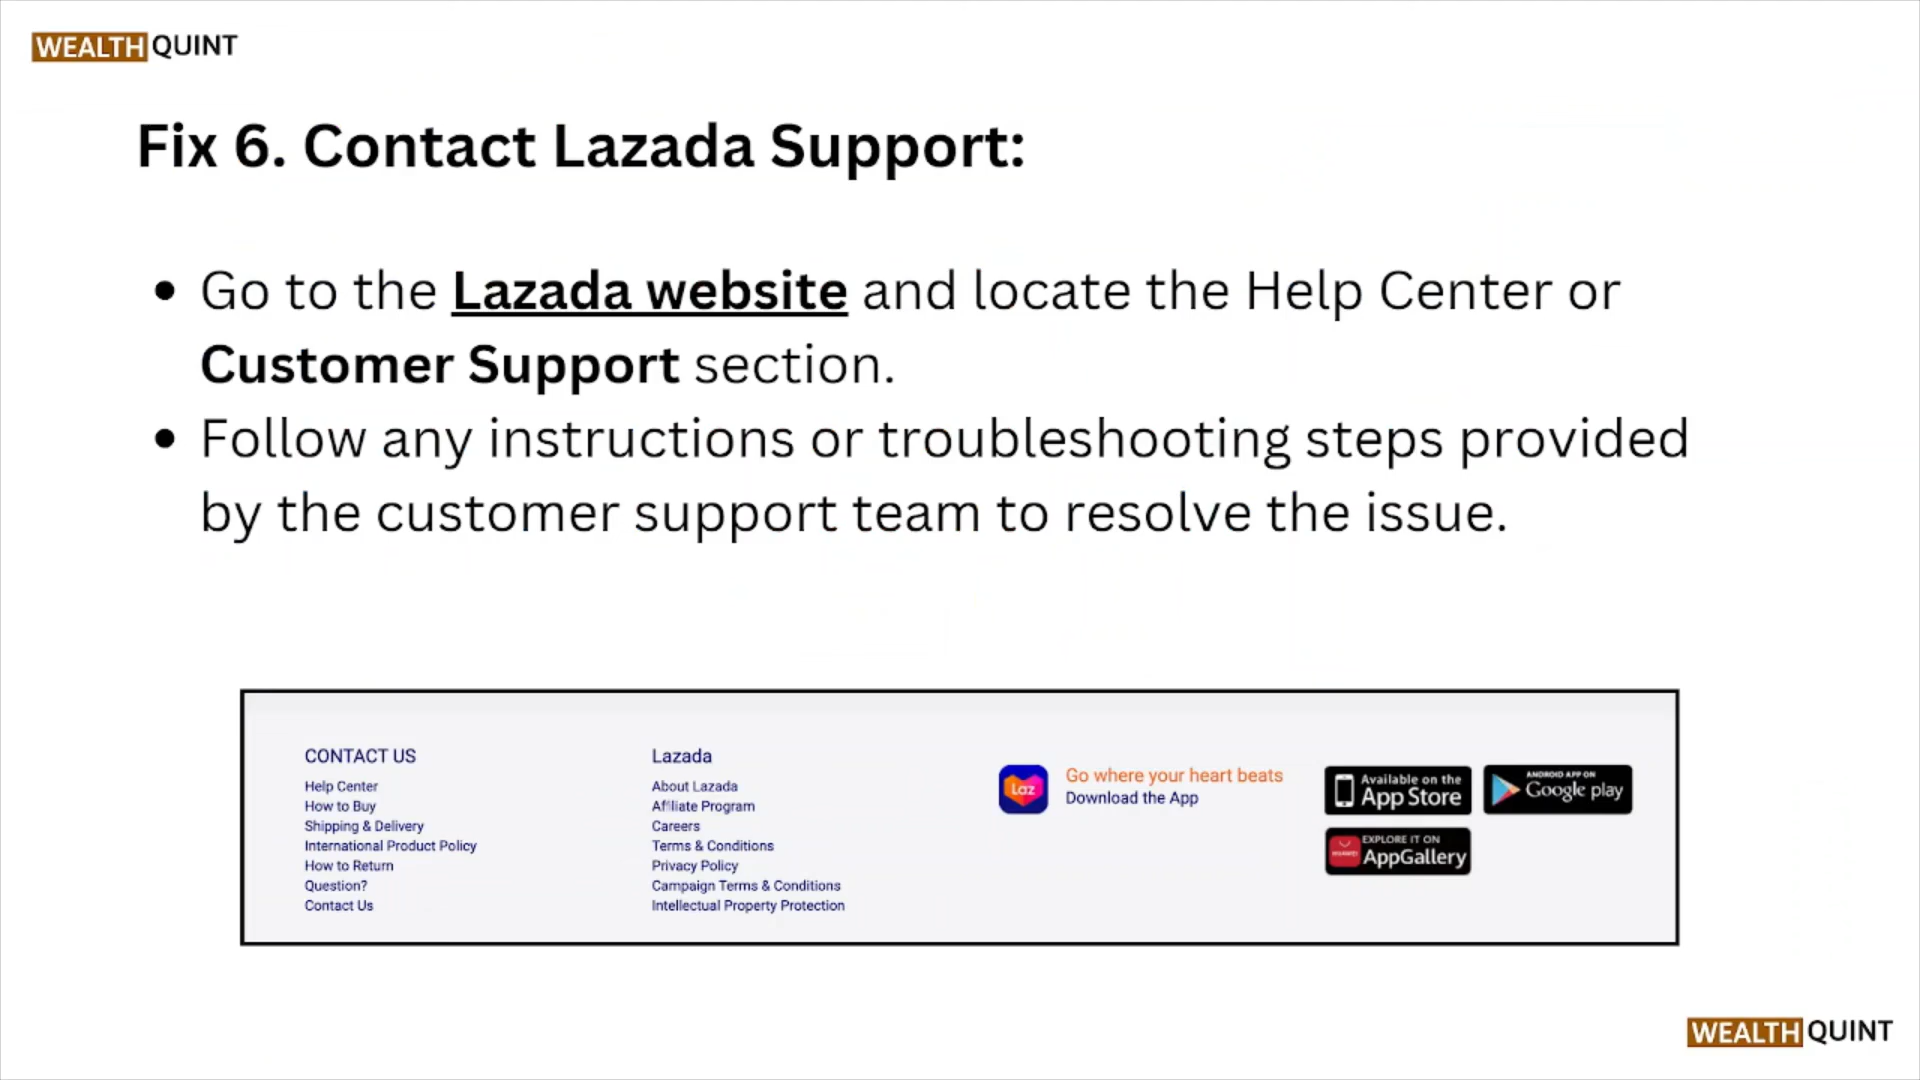 WEALTH QUINT
Fix 6. Contact Lazada Support:
• Go to the Lazada website and locate the Help Center or
Customer Support section.
• Follow any instructions or troubleshooting steps provided
by the customer support team to resolve the issue.
CONTACT US
Help Center
How to Buy
Shipping & Delivery
International Product Policy
How to Return
Question?
Contact Us
Lazada
About Lazada
Affiliate Program
Careers
Terms & Conditions
Privacy Policy
Campaign Terms & Conditions
Intellectual Property Protection
Laz
Go where your heart beats
Download the App
Available on the
App Store
ANDROID APP ON
Google play
HUAWEI
EXPLORE IT ON
AppGallery
WEALTH QUINT